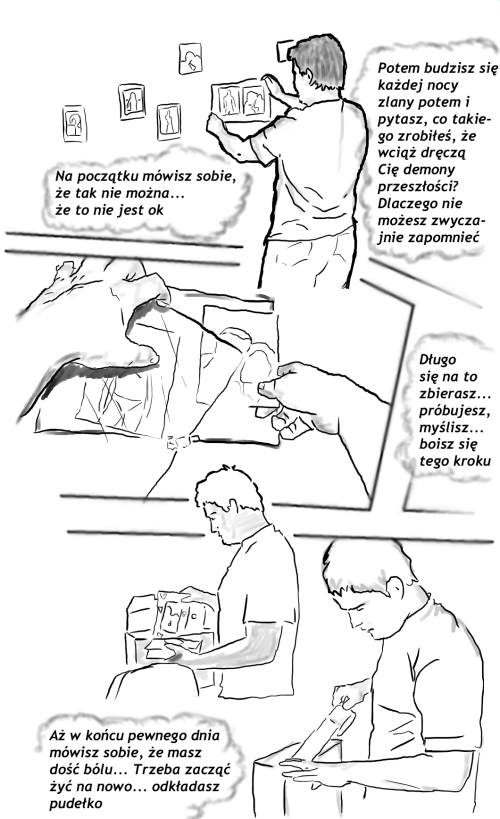 Na początku mówisz sobie,
że tak nie można...
że to nie jest ok
Potem budzisz się
każdej nocy
zlany potem i
pytasz, co takie-
go zrobiłeś, że
wciąż dręczą
Cię demony
przeszłości?
Dlaczego nie
możesz zwycza-
jnie zapomnieć
Długo
się na to
zbierasz...
próbujesz,
myślisz...
boisz się
tego kroku
Aż w końcu pewnego dnia
mówisz sobie, że masz
dość bólu... Trzeba zacząć
żyć na nowo... odkładasz
pudełko